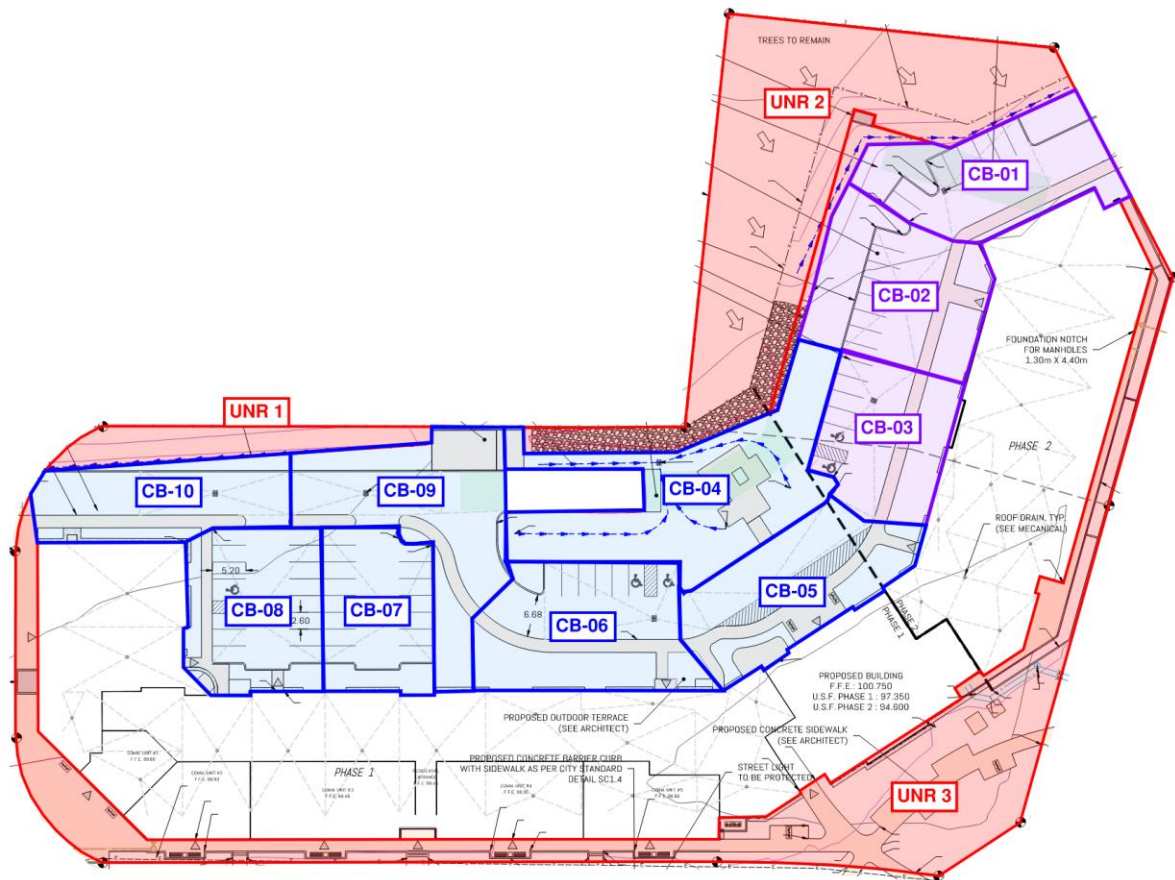 TREES TO REMAIN
UNR 2
CB-01
CB-02
FOUNDATION NOTCH
FOR MANHOLES
1.30m X 4.40m
UNR 1
CB-03
PHASE 2
CB-10
CB-09
CB-04
ROOF DRAIN, TYP.
(SEE MECANICAL)
5.20
CB-08
2.60
CB-07
6.68
CB-06
CB-05
PHASE 2
PHASE 1
PROPOSED BUILDING
F.F.E.: 100.750
U.S.F. PHASE 1 : 97.350
U.S.F. PHASE 2 : 94.600
PROPOSED OUTDOOR TERRACE
(SEE ARCHITECT)
PROPOSED CONCRETE SIDEWALK
(SEE ARCHITECT)
PROPOSED CONCRETE BARRIER CURB
WITH SIDEWALK AS PER CITY STANDARD
DETAIL SC1.4
STREET LIGHT
TO BE PROTECTED
PHASE 1
UNR 3